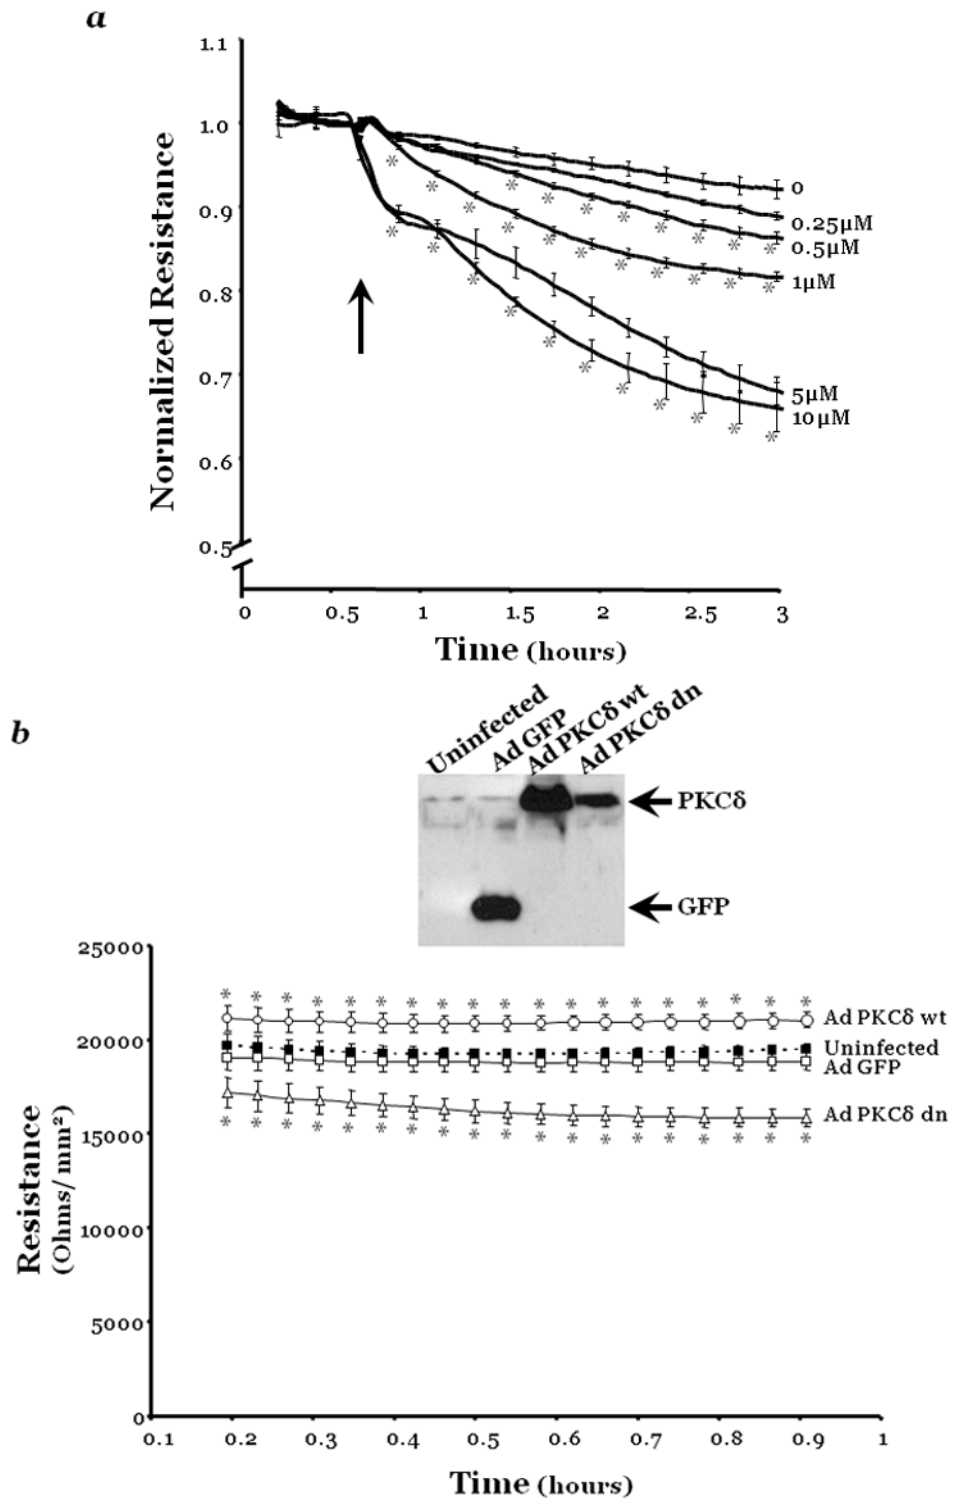 a
1.1
1.0
0.9
0.8
0.7
0.6
0.5
Normalized Resistance
* * * * * * * * * *
* * * * * * * * * * *
* * * * * * * * * * *
0
0.25µM
0.5µM
1µM
5µM
10µM
0 0.5 1 1.5 2 2.5 3
Time (hours)
b
Uninfected
Ad GFP
Ad PKCδ wt
Ad PKCδ dn
PKCδ
GFP
25000
20000
15000
10000
5000
0
Resistance
(Ohms/ mm²)
* * * * * * * * * * * * * * * * * * *
Ad PKCδ wt
Uninfected
Ad GFP
Ad PKCδ dn
* * * * * * * * * * * * * * * * * * *
0.1 0.2 0.3 0.4 0.5 0.6 0.7 0.8 0.9 1
Time (hours)